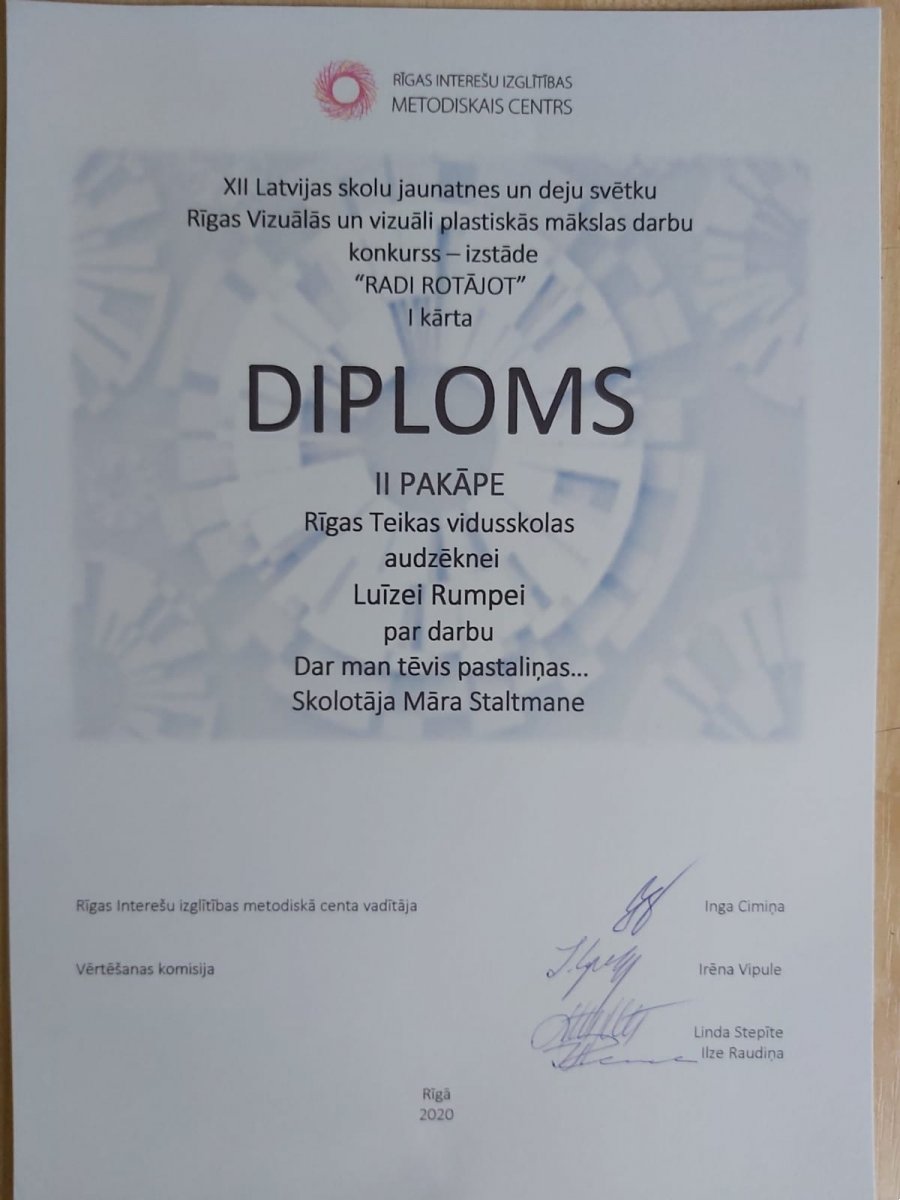 RĪGAS INTEREŠU IZGLĪTĪBAS
METODISKAIS CENTRS
XII Latvijas skolu jaunatnes un deju svētku
Rīgas Vizuālās un vizuāli plastiskās mākslas darbu
konkurss – izstāde
“RADI ROTĀJOT”
I kārta
DIPLOMS
II PAKĀPE
Rīgas Teikas vidusskolas
audzēknei
Luīzei Rumpei
par darbu
Dar man tēvis pastaliņas...
Skolotāja Māra Staltmane
Rīgas Interešu izglītības metodiskā centa vadītāja Inga Cimiņa
Vērtēšanas komisija Irēna Vipule
Linda Stepīte
Ilze Raudiņa
Rīgā
2020